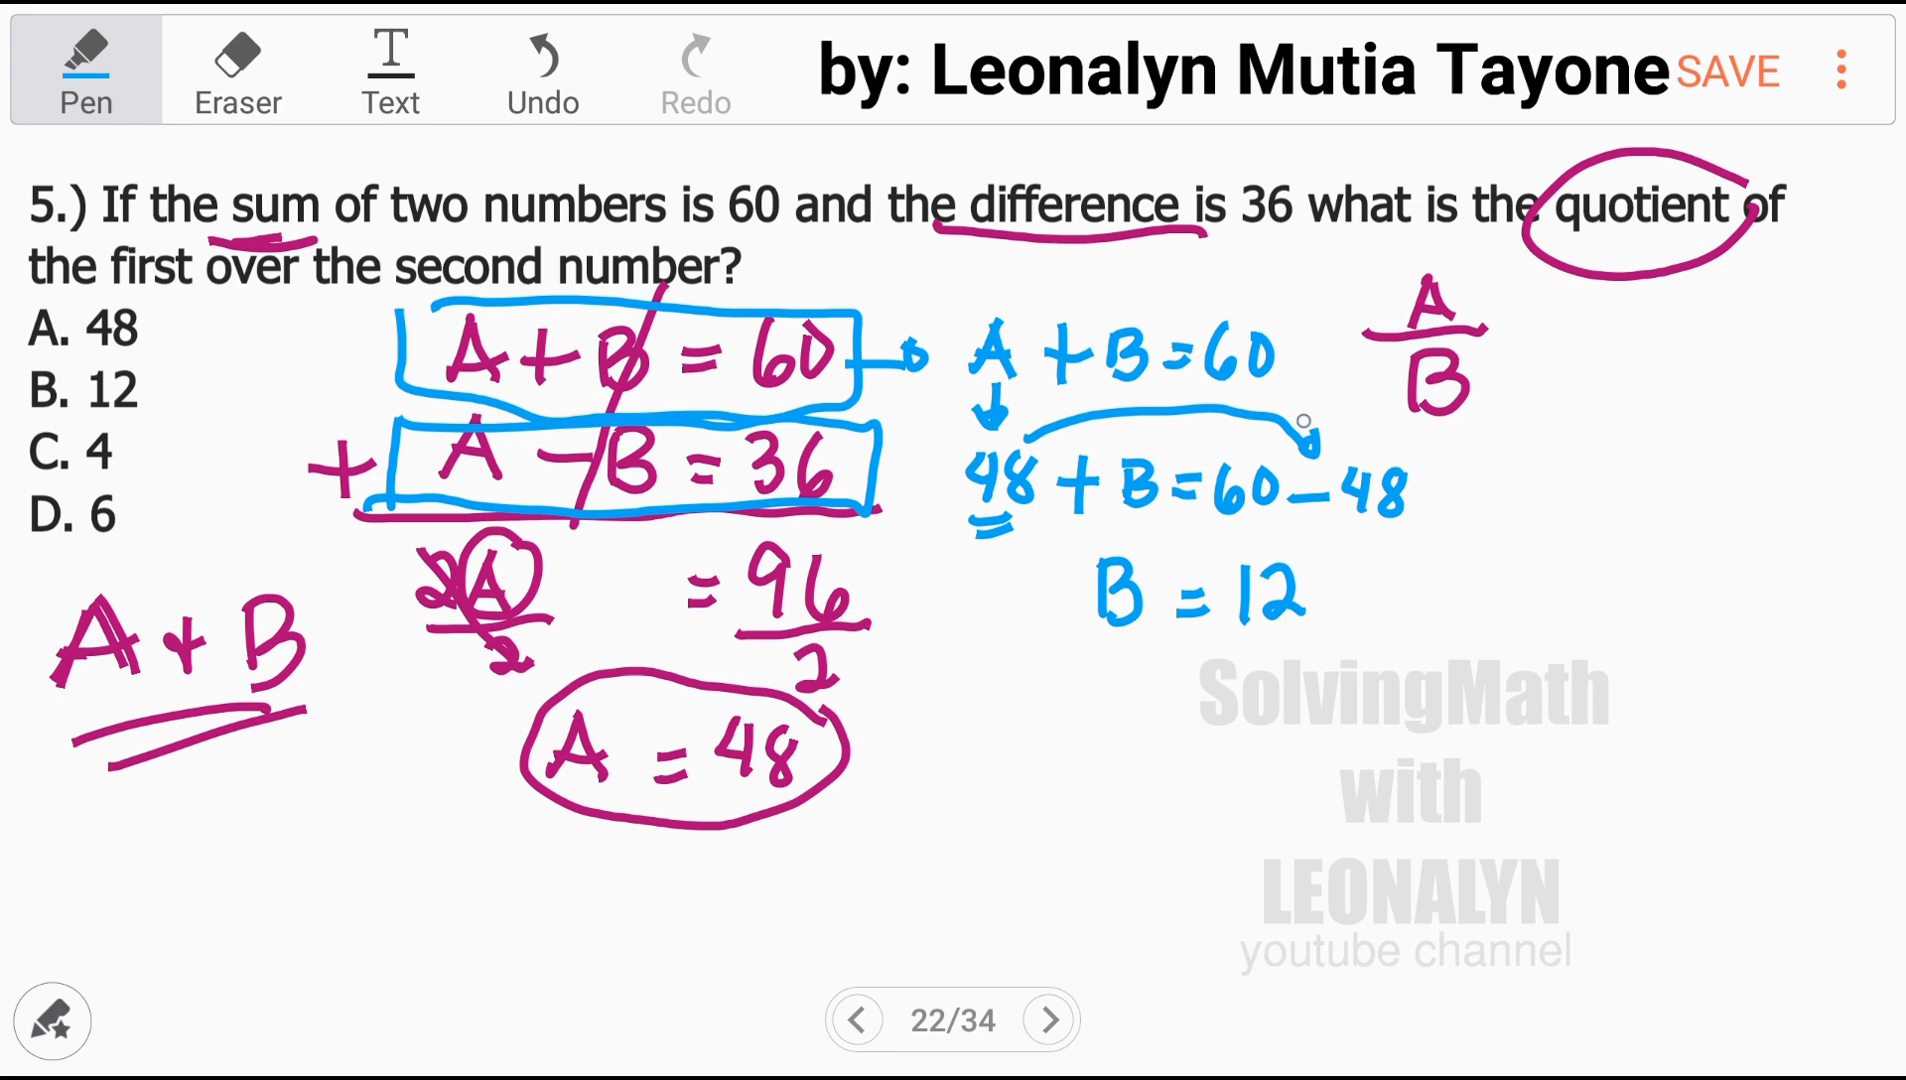 Pen Eraser Text Undo Redo by: Leonalyn Mutia Tayone SAVE
5.) If the sum of two numbers is 60 and the difference is 36 what is the quotient of
the first over the second number?
A. 48
B. 12
C. 4
D. 6
A + B = 60
+ A - B = 36
2A = 96
2 2
A = 48
A + B
A + B = 60
48 + B = 60 - 48
B = 12
A
B
SolvingMath
with
LEONALYN
youtube channel
22/34